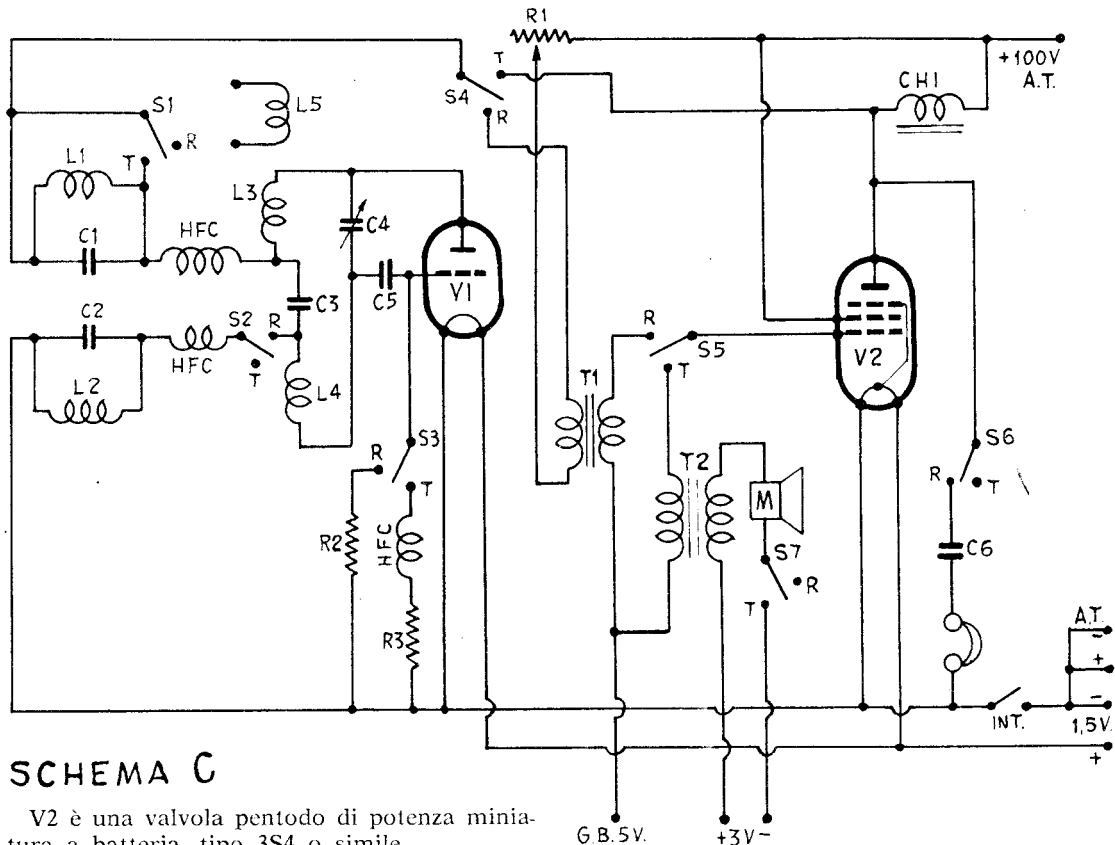 R1
+100V
A.T.
T
S4
R
CH1
S1
R
L5
T
L1
C1
HFC
L3
C4
C5
V1
C3
C2
HFC
S2
R
T
L4
L2
R
S5
T
V2
T1
S3
R
T
T2
M
S6
R
T
R2
HFC
S7
R
T
C6
R3
A.T.
-
+
-
INT.
1,5V.
+
SCHEMA C
V2 è una valvola pentodo di potenza minia-
tura a batteria, tipo 3S4 o simile
G.B.5V.
+3V-